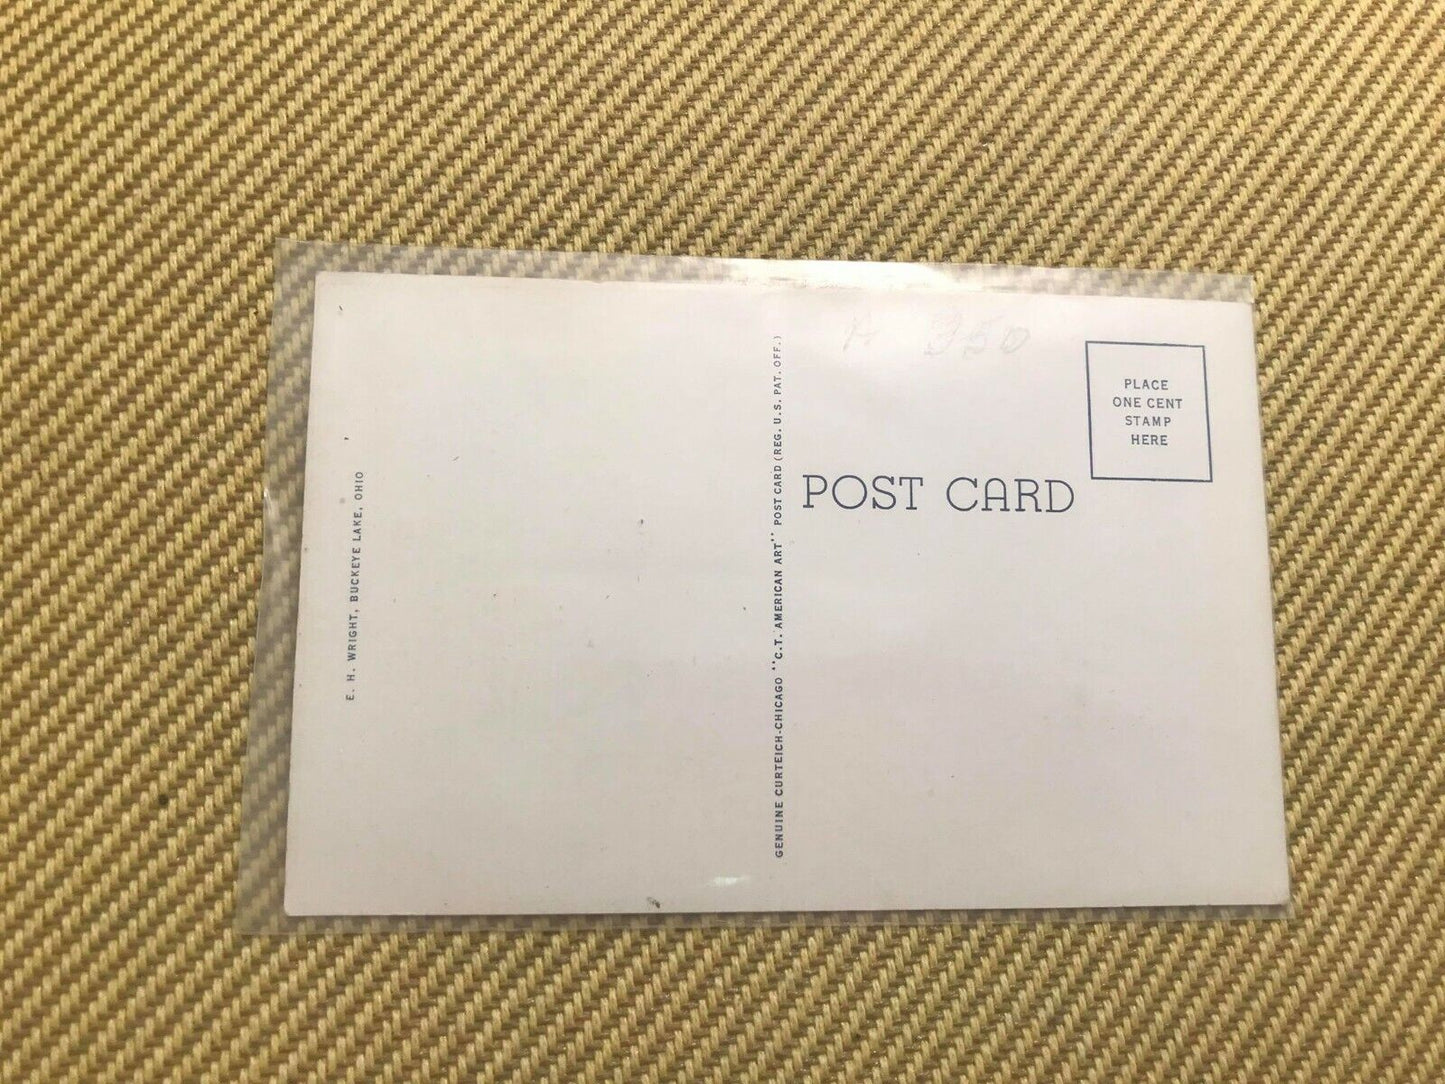 E. H. WRIGHT, BUCKEYE LAKE, OHIO
GENUINE CURTEICH-CHICAGO "C.T. AMERICAN ART" POST CARD (REG. U.S. PAT. OFF.)
350
POST CARD
PLACE
ONE CENT
STAMP
HERE